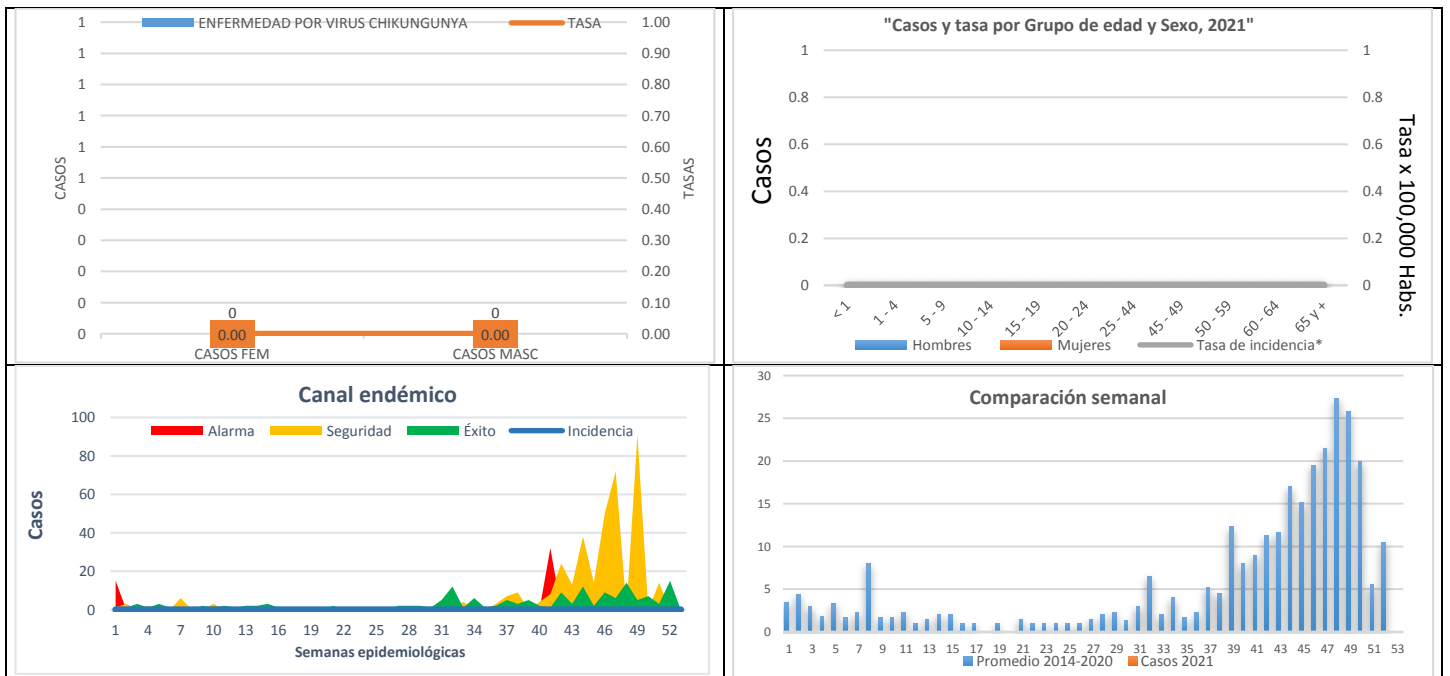 ENFERMEDAD POR VIRUS CHIKUNGUNYA TASA
1 1.00
1 0.90
1 0.80
1 0.70
1 0.60
1 0.50
0 0.40
0 0.30
0 0.20
0 0.10
0 0.00
CASOS
TASAS
0 0
0.00 0.00
CASOS FEM CASOS MASC
"Casos y tasa por Grupo de edad y Sexo, 2021"
1 1
0.8 0.8
0.6 0.6
0.4 0.4
0.2 0.2
0 0
Casos
Tasa x 100,000 Habs.
< 1 1 - 4 5 - 9 10 - 14 15 - 19 20 - 24 25 - 44 45 - 49 50 - 59 60 - 64 65 y +
Hombres Mujeres Tasa de incidencia*
Canal endémico
Alarma Seguridad Éxito Incidencia
100
80
60
40
20
0
Casos
1 4 7 10 13 16 19 22 25 28 31 34 37 40 43 46 49 52
Semanas epidemiológicas
Comparación semanal
30
25
20
15
10
5
0
1 3 5 7 9 11 13 15 17 19 21 23 25 27 29 31 33 35 37 39 41 43 45 47 49 51 53
Promedio 2014-2020 Casos 2021